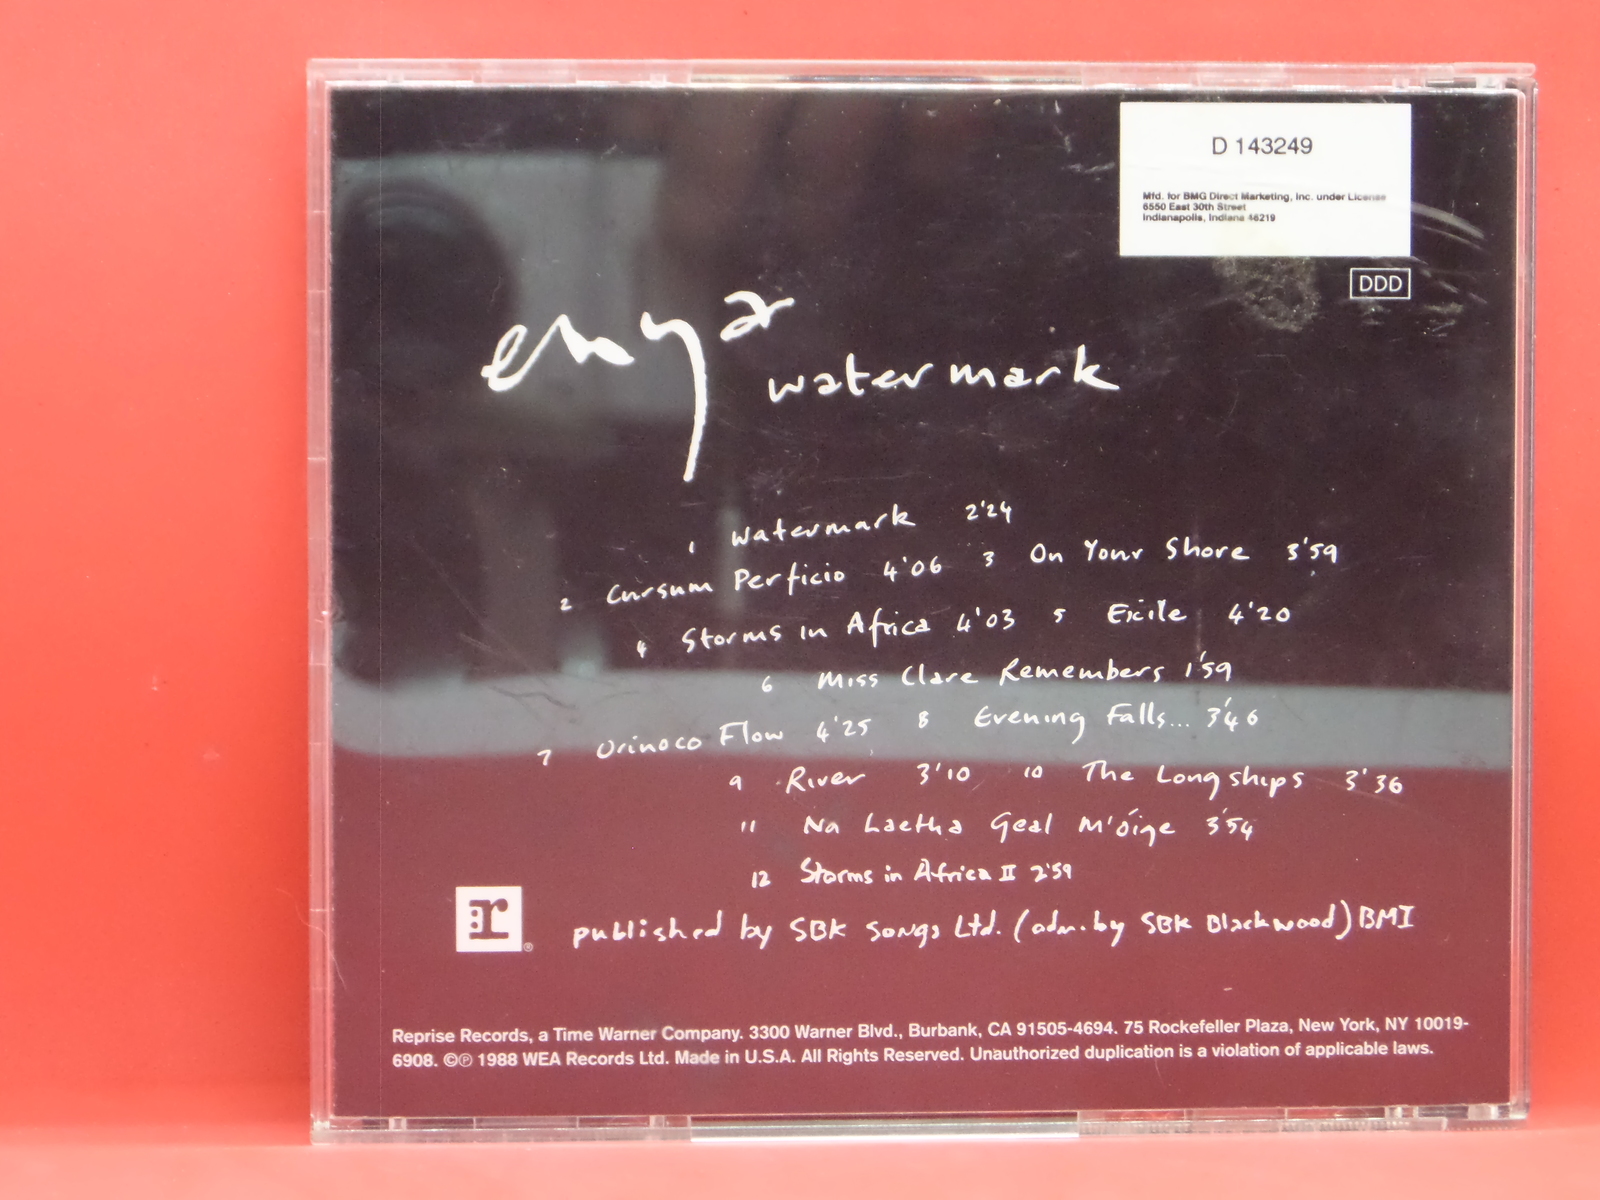 D 143249
Mfd. for BMG Direct Marketing, Inc. under License
6550 East 30th Street
Indianapolis, Indiana 46219
DDD
enya
watermark
1 Watermark 2'24
2 Cursum Perficio 4'06 3 On Your Shore 3'59
4 Storms in Africa 4'03 5 Exile 4'20
6 Miss Clare Remembers 1'59
7 Orinoco Flow 4'25 8 Evening Falls... 3'46
9 River 3'10 10 The Longships 3'36
11 Na Laetha Geal M'óige 3'54
12 Storms in Africa II 2'59
r ®
published by SBK Songs Ltd. (adm. by SBK Blackwood) BMI
Reprise Records, a Time Warner Company. 3300 Warner Blvd., Burbank, CA 91505-4694. 75 Rockefeller Plaza, New York, NY 10019-
6908. ©℗ 1988 WEA Records Ltd. Made in U.S.A. All Rights Reserved. Unauthorized duplication is a violation of applicable laws.